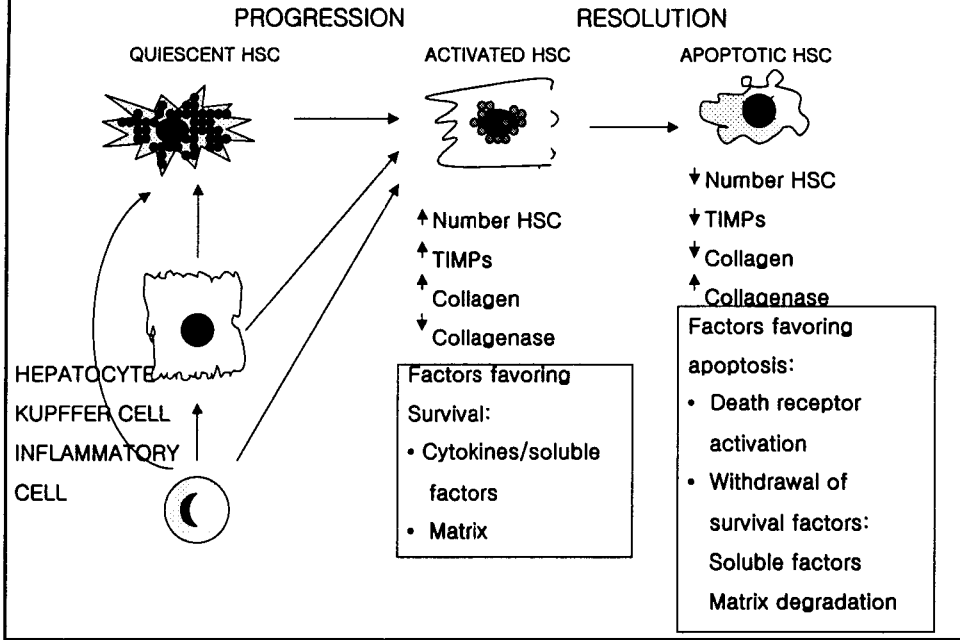 PROGRESSION RESOLUTION
QUIESCENT HSC ACTIVATED HSC APOPTOTIC HSC
↑ Number HSC
↑ TIMPs
↑ Collagen
↓ Collagenase
Factors favoring
Survival:
• Cytokines/soluble
factors
• Matrix
↓ Number HSC
↓ TIMPs
↓ Collagen
↑ Collagenase
Factors favoring
apoptosis:
• Death receptor
activation
• Withdrawal of
survival factors:
Soluble factors
Matrix degradation
HEPATOCYTE
KUPFFER CELL
INFLAMMATORY
CELL